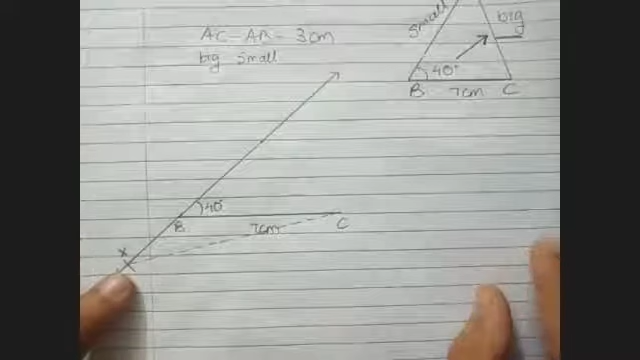 AC - AB - 3cm
big small
small
big
40°
B 7cm C
40°
B 7cm C
x